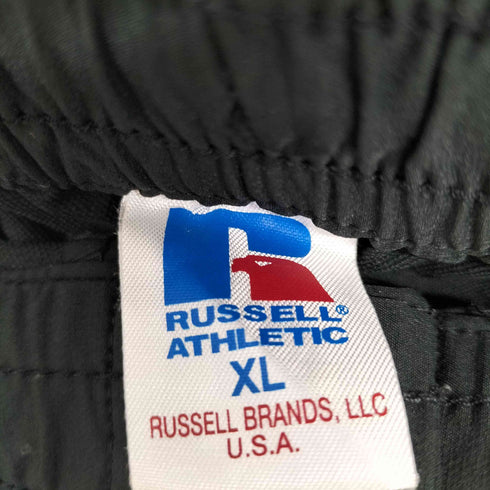 R
RUSSELL®
ATHLETIC
XL
RUSSELL BRANDS, LLC
U.S.A.